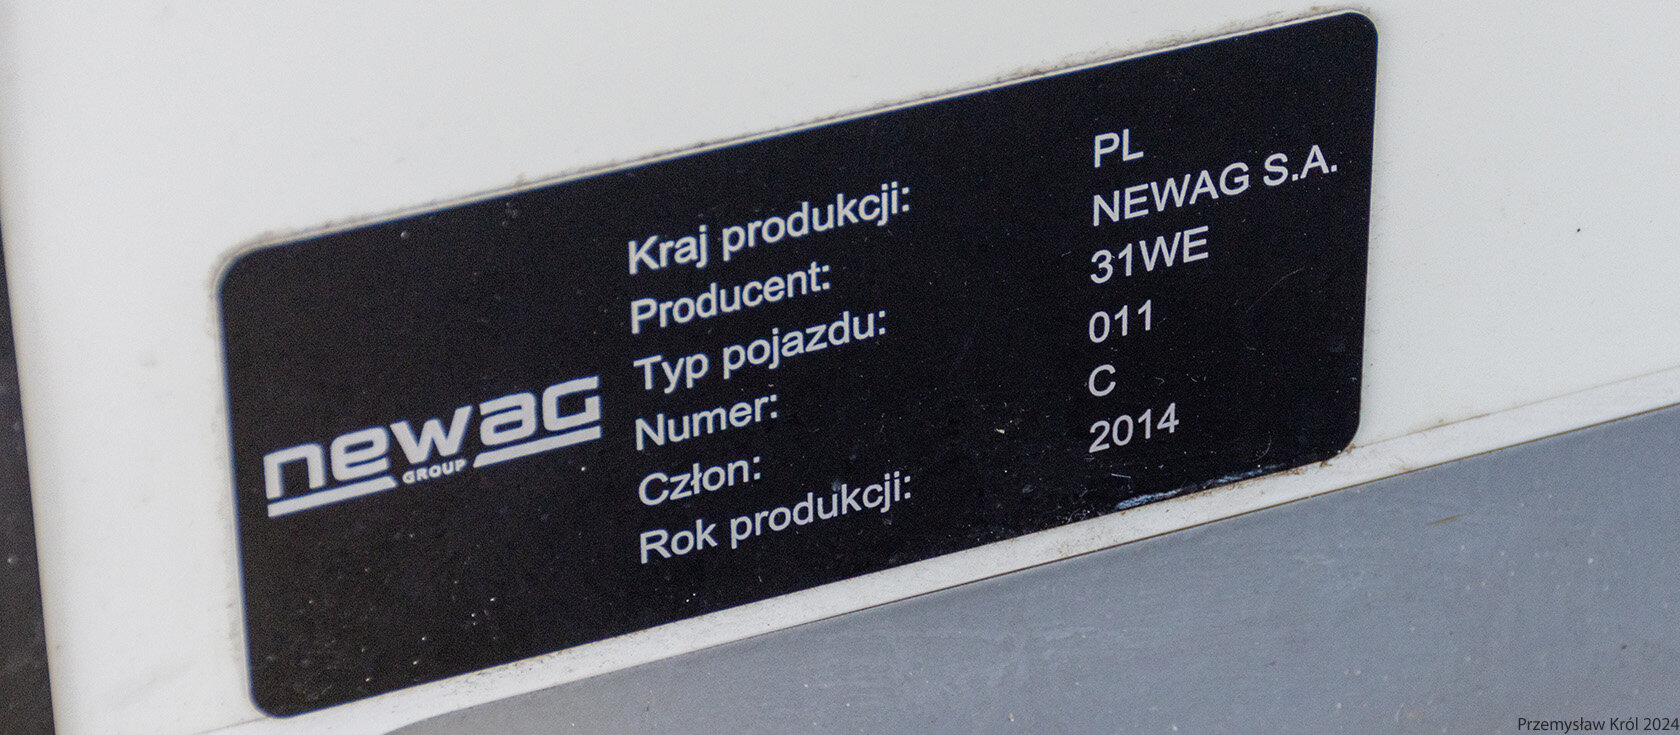 newag
GROUP
Kraj produkcji: PL
Producent: NEWAG S.A.
Typ pojazdu: 31WE
Numer: 011
Człon: C
Rok produkcji: 2014
Przemysław Król 2024